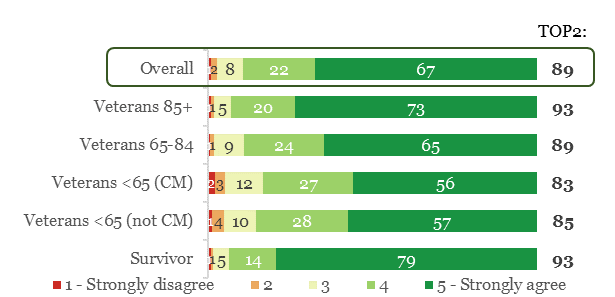 TOP2:
Overall 2 8 22 67 89
Veterans 85+ 1 5 20 73 93
Veterans 65-84 1 9 24 65 89
Veterans <65 (CM) 2 3 12 27 56 83
Veterans <65 (not CM) 1 4 10 28 57 85
Survivor 1 5 14 79 93
1 - Strongly disagree 2 3 4 5 - Strongly agree